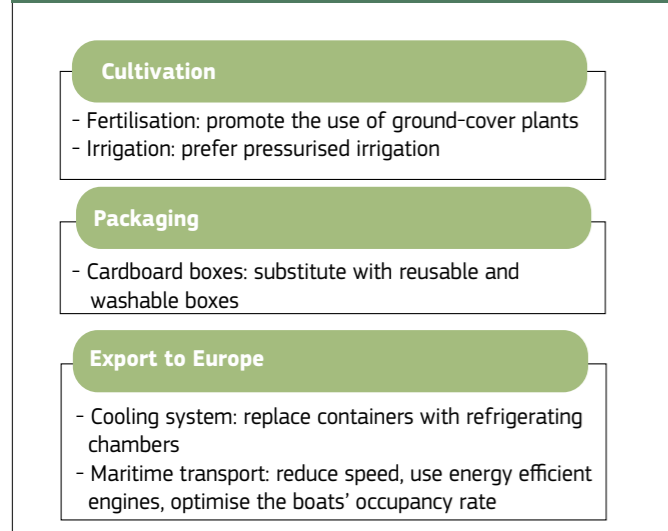 Cultivation
- Fertilisation: promote the use of ground-cover plants
- Irrigation: prefer pressurised irrigation
Packaging
- Cardboard boxes: substitute with reusable and
washable boxes
Export to Europe
- Cooling system: replace containers with refrigerating
chambers
- Maritime transport: reduce speed, use energy efficient
engines, optimise the boats’ occupancy rate